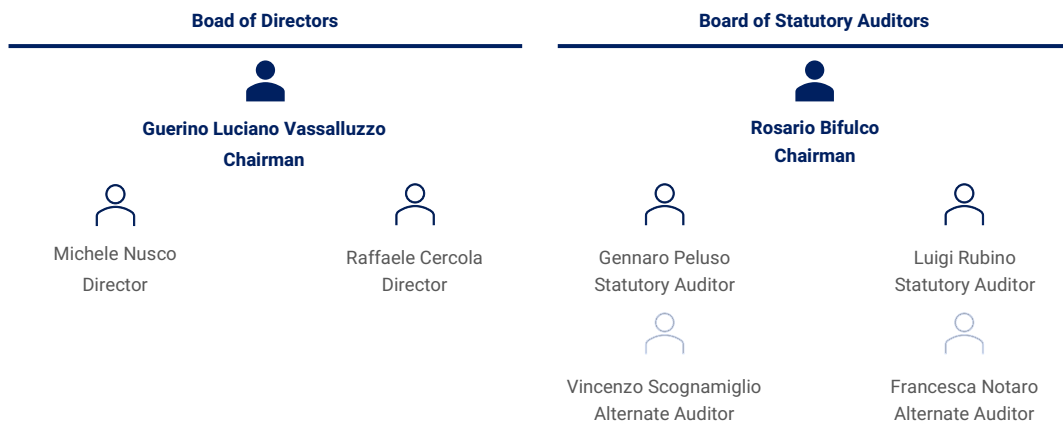 Boad of Directors
Guerino Luciano Vassalluzzo
Chairman
Michele Nusco
Director
Raffaele Cercola
Director
Board of Statutory Auditors
Rosario Bifulco
Chairman
Gennaro Peluso
Statutory Auditor
Luigi Rubino
Statutory Auditor
Vincenzo Scognamiglio
Alternate Auditor
Francesca Notaro
Alternate Auditor